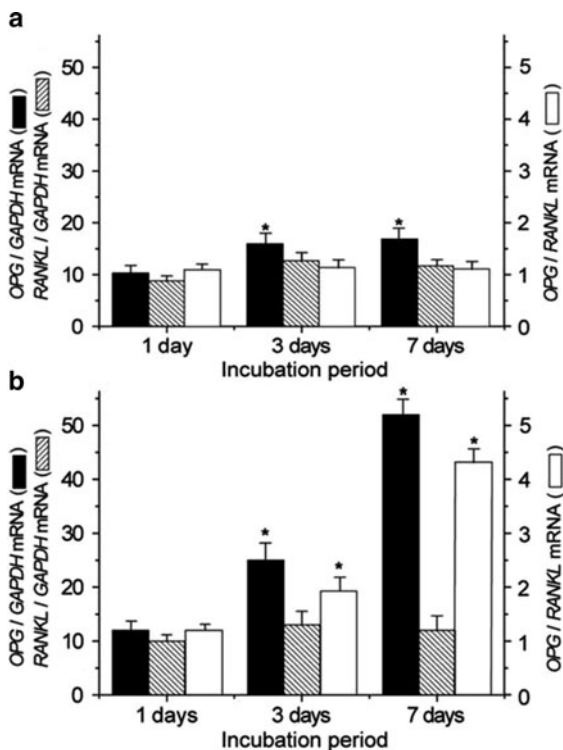 a
OPG / GAPDH mRNA ( )
RANKL / GAPDH mRNA ( )
50
40
30
20
10
0
* *
5
4
3
2
1
0
OPG / RANKL mRNA ( )
1 day 3 days 7 days
Incubation period
b
OPG / GAPDH mRNA ( )
RANKL / GAPDH mRNA ( )
50
40
30
20
10
0
* * * *
5
4
3
2
1
0
OPG / RANKL mRNA ( )
1 days 3 days 7 days
Incubation period